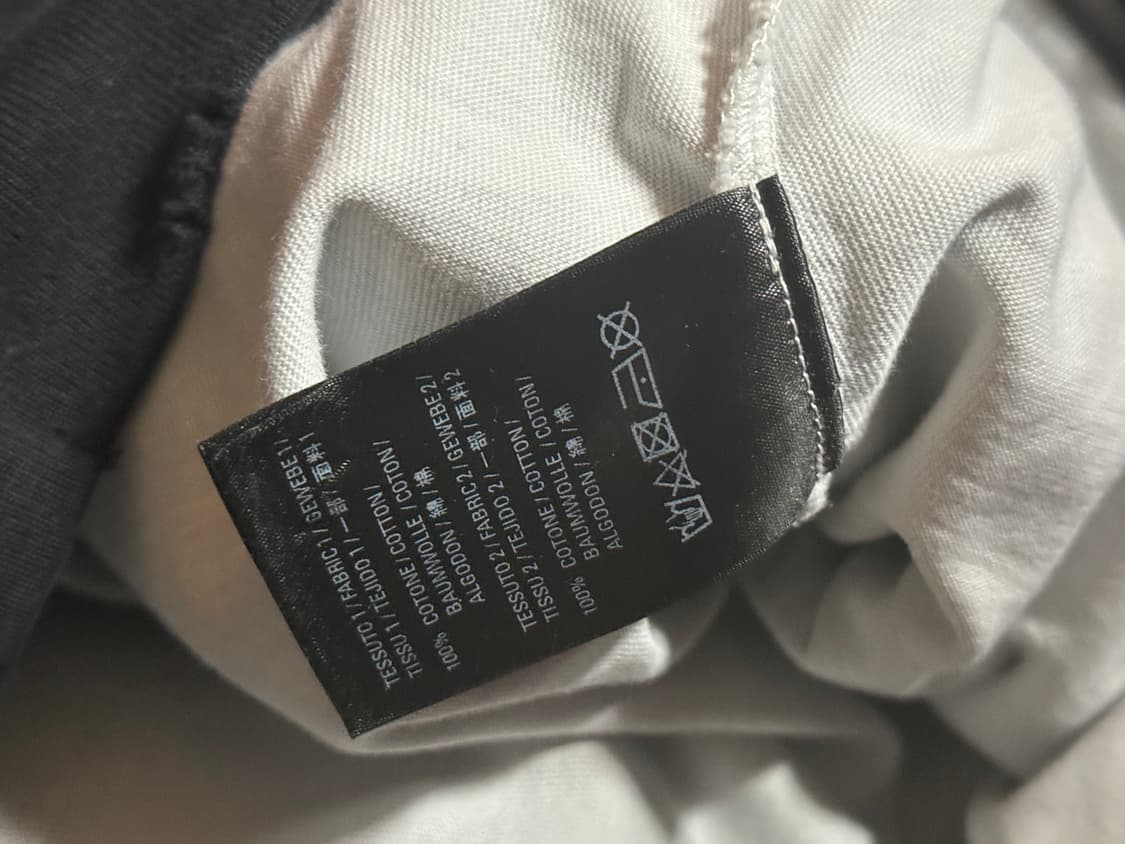 TESSUTO 1 / FABRIC 1 / GEWEBE 1 /
TISSU 1 / TEJIDO 1 / 一部 / 面料 1
100% COTONE / COTTON /
BAUMWOLLE / COTON /
ALGODON / 綿 / 棉
TESSUTO 2 / FABRIC 2 / GEWEBE 2 /
TISSU 2 / TEJIDO 2 / 一部 / 面料 2
100% COTONE / COTTON /
BAUMWOLLE / COTON /
ALGODON / 綿 / 棉